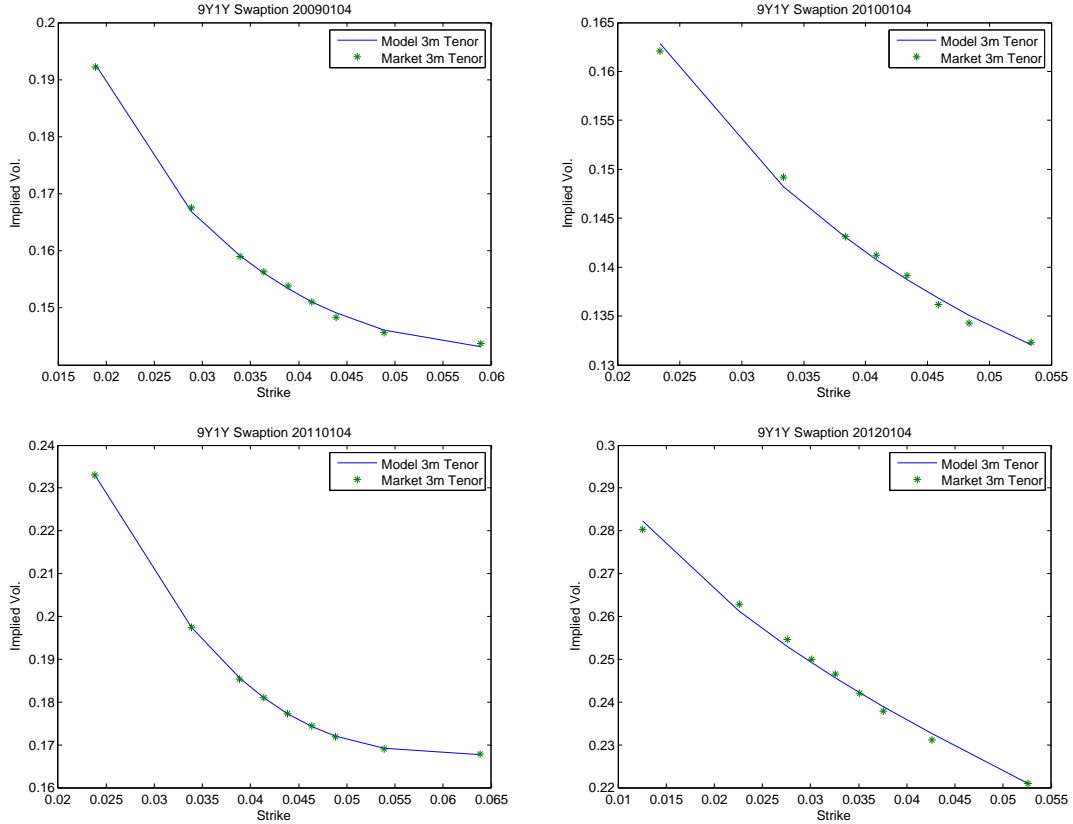 9Y1Y Swaption 20090104
0.2
0.19
0.18
0.17
0.16
0.15
Implied Vol.
Model 3m Tenor
Market 3m Tenor
0.015 0.02 0.025 0.03 0.035 0.04 0.045 0.05 0.055 0.06
Strike
9Y1Y Swaption 20100104
0.165
0.16
0.155
0.15
0.145
0.14
0.135
0.13
Implied Vol.
Model 3m Tenor
Market 3m Tenor
0.02 0.025 0.03 0.035 0.04 0.045 0.05 0.055
Strike
9Y1Y Swaption 20110104
0.24
0.23
0.22
0.21
0.2
0.19
0.18
0.17
0.16
Implied Vol.
Model 3m Tenor
Market 3m Tenor
0.02 0.025 0.03 0.035 0.04 0.045 0.05 0.055 0.06 0.065
Strike
9Y1Y Swaption 20120104
0.3
0.29
0.28
0.27
0.26
0.25
0.24
0.23
0.22
Implied Vol.
Model 3m Tenor
Market 3m Tenor
0.01 0.015 0.02 0.025 0.03 0.035 0.04 0.045 0.05 0.055
Strike